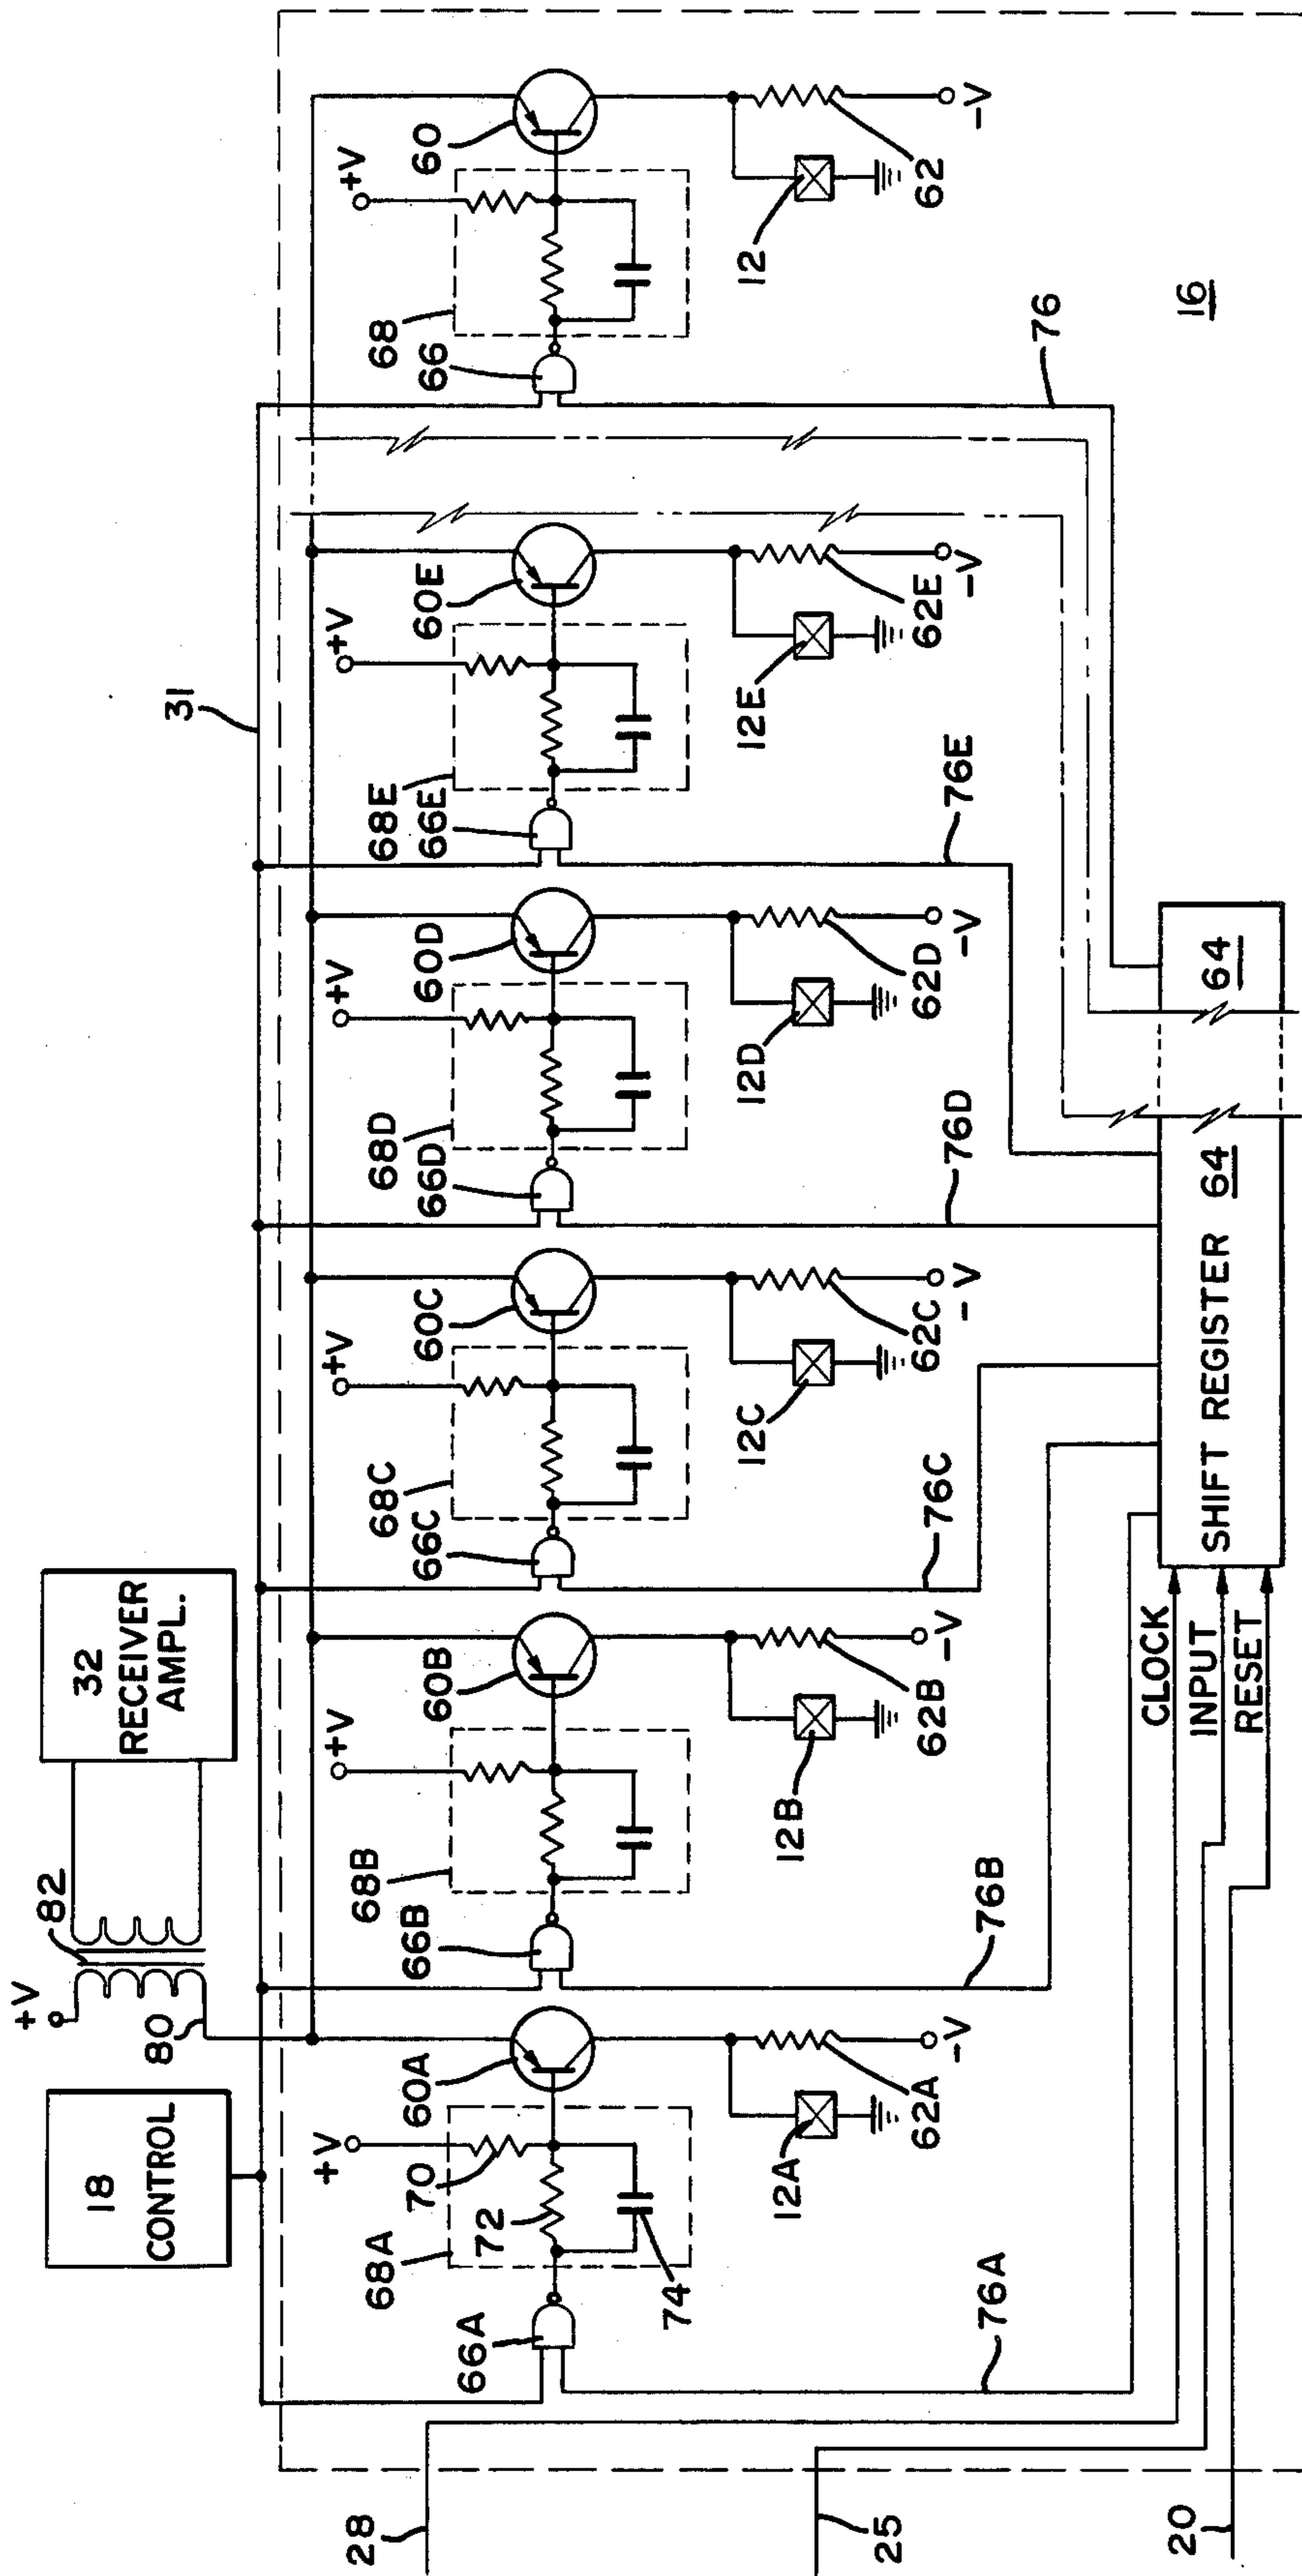 18
CONTROL
+V
82
80
32
RECEIVER
AMPL.
31
+V
+V
+V
+V
+V
+V
68A
70
60A
68B
60B
68C
60C
68D
60D
68E
60E
68
60
66A
72
66B
66C
66D
66E
66
74
12A
62A
-V
12B
62B
-V
12C
62C
-V
12D
62D
-V
12E
62E
-V
12
62
-V
28
76A
76B
76C
76D
76E
76
25
20
CLOCK
INPUT
RESET
SHIFT REGISTER 64
64
16